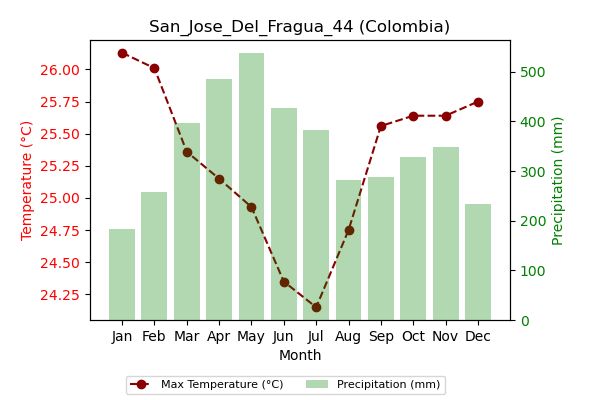 San_Jose_Del_Fragua_44 (Colombia)
Temperature (°C)
26.00
25.75
25.50
25.25
25.00
24.75
24.50
24.25
500
400
300
200
100
0
Precipitation (mm)
Jan Feb Mar Apr May Jun Jul Aug Sep Oct Nov Dec
Month
Max Temperature (°C) Precipitation (mm)